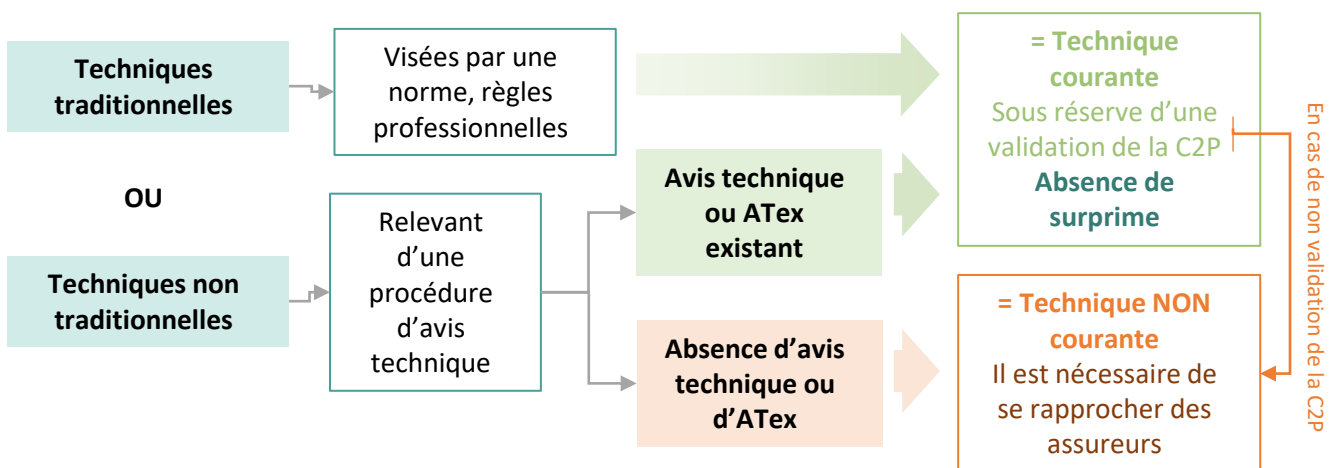 Techniques
traditionnelles
Visées par une
norme, règles
professionnelles
= Technique
courante
Sous réserve d’une
validation de la C2P
Absence de
surprime
OU
Techniques non
traditionnelles
Relevant
d’une
procédure
d’avis
technique
Avis technique
ou ATex
existant
Absence d’avis
technique ou
d’ATex
= Technique NON
courante
Il est nécessaire de
se rapprocher des
assureurs
En cas de non validation de la C2P